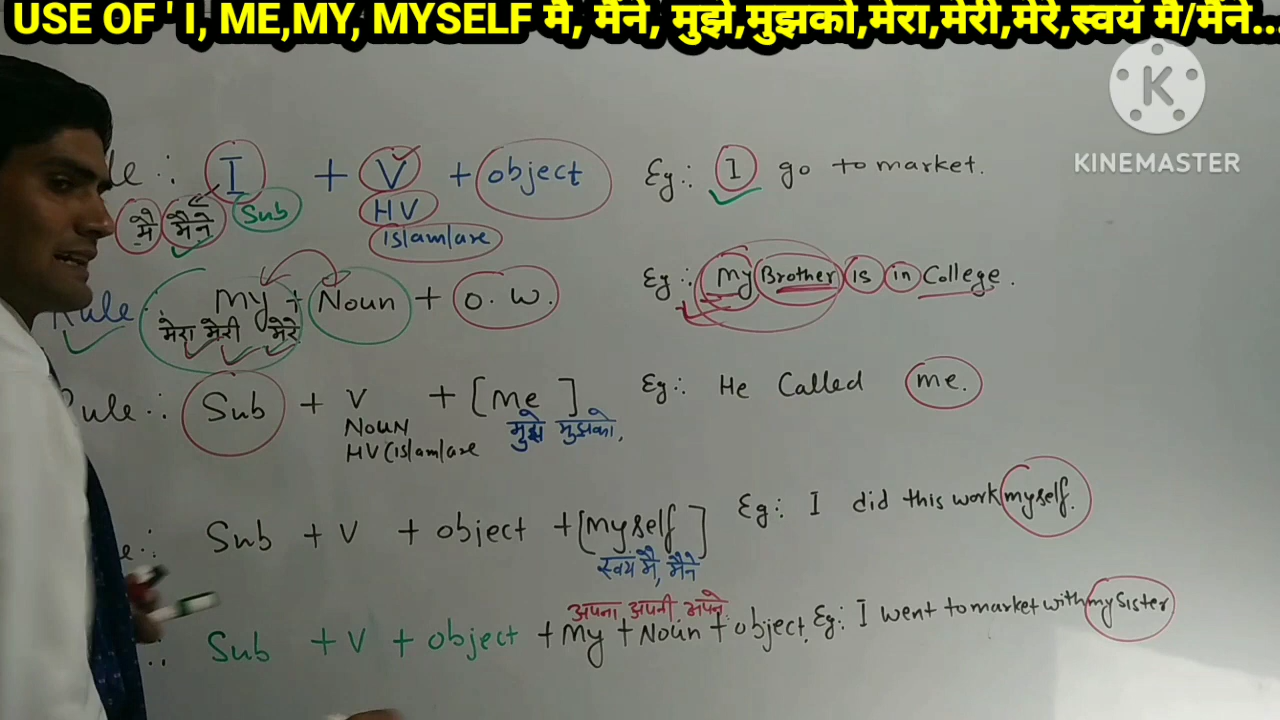 USE OF ' I, ME,MY, MYSELF मै, मैंने, मुझे,मुझको,मेरा,मेरी,मेरे,स्वयं मै/मैंने...
K
KINEMASTER
I + V + object Eg:. I go to market.
मै मैने Sub HV
Is/am/are
Rule. My + Noun + O.W. Eg:. My Brother is in College.
मेरा मेरी मेरे
Rule:. Sub + V + [Me] Eg:. He Called me.
NOUN मुझे मुझको,
HV(Is/am/are
Sub + V + object + [Myself] Eg:. I did this work myself.
स्वयं मै, मैने
अपना अपनी अपने
Sub + V + object + My + Noun + object. Eg:. I went to market with my Sister